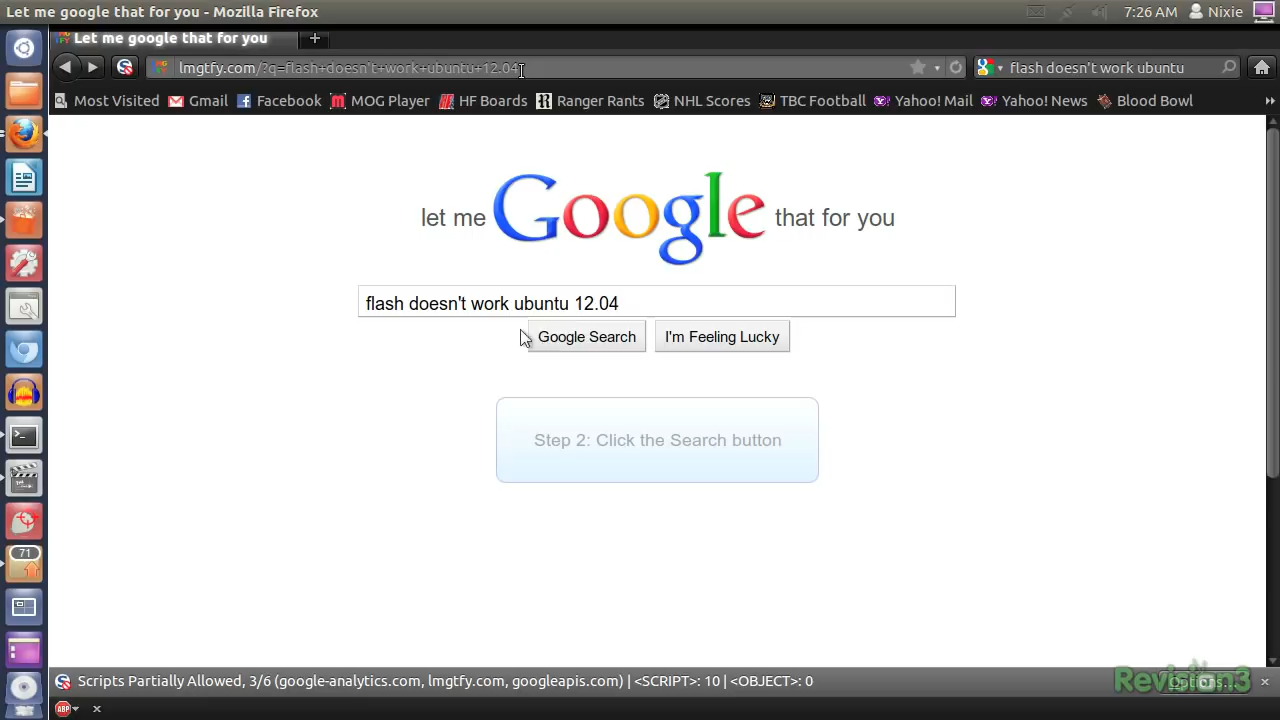 Let me google that for you - Mozilla Firefox
7:26 AM Nixie
Let me google that for you +
lmgtfy.com/?q=flash+doesn't+work+ubuntu+12.04
flash doesn't work ubuntu
Most Visited Gmail Facebook MOG Player HF Boards Ranger Rants NHL Scores TBC Football Yahoo! Mail Yahoo! News Blood Bowl »
let me Google that for you
flash doesn't work ubuntu 12.04
Google Search I'm Feeling Lucky
Step 2: Click the Search button
71
Scripts Partially Allowed, 3/6 (google-analytics.com, lmgtfy.com, googleapis.com) | <SCRIPT>: 10 | <OBJECT>: 0
Options...
Revision3
ABP